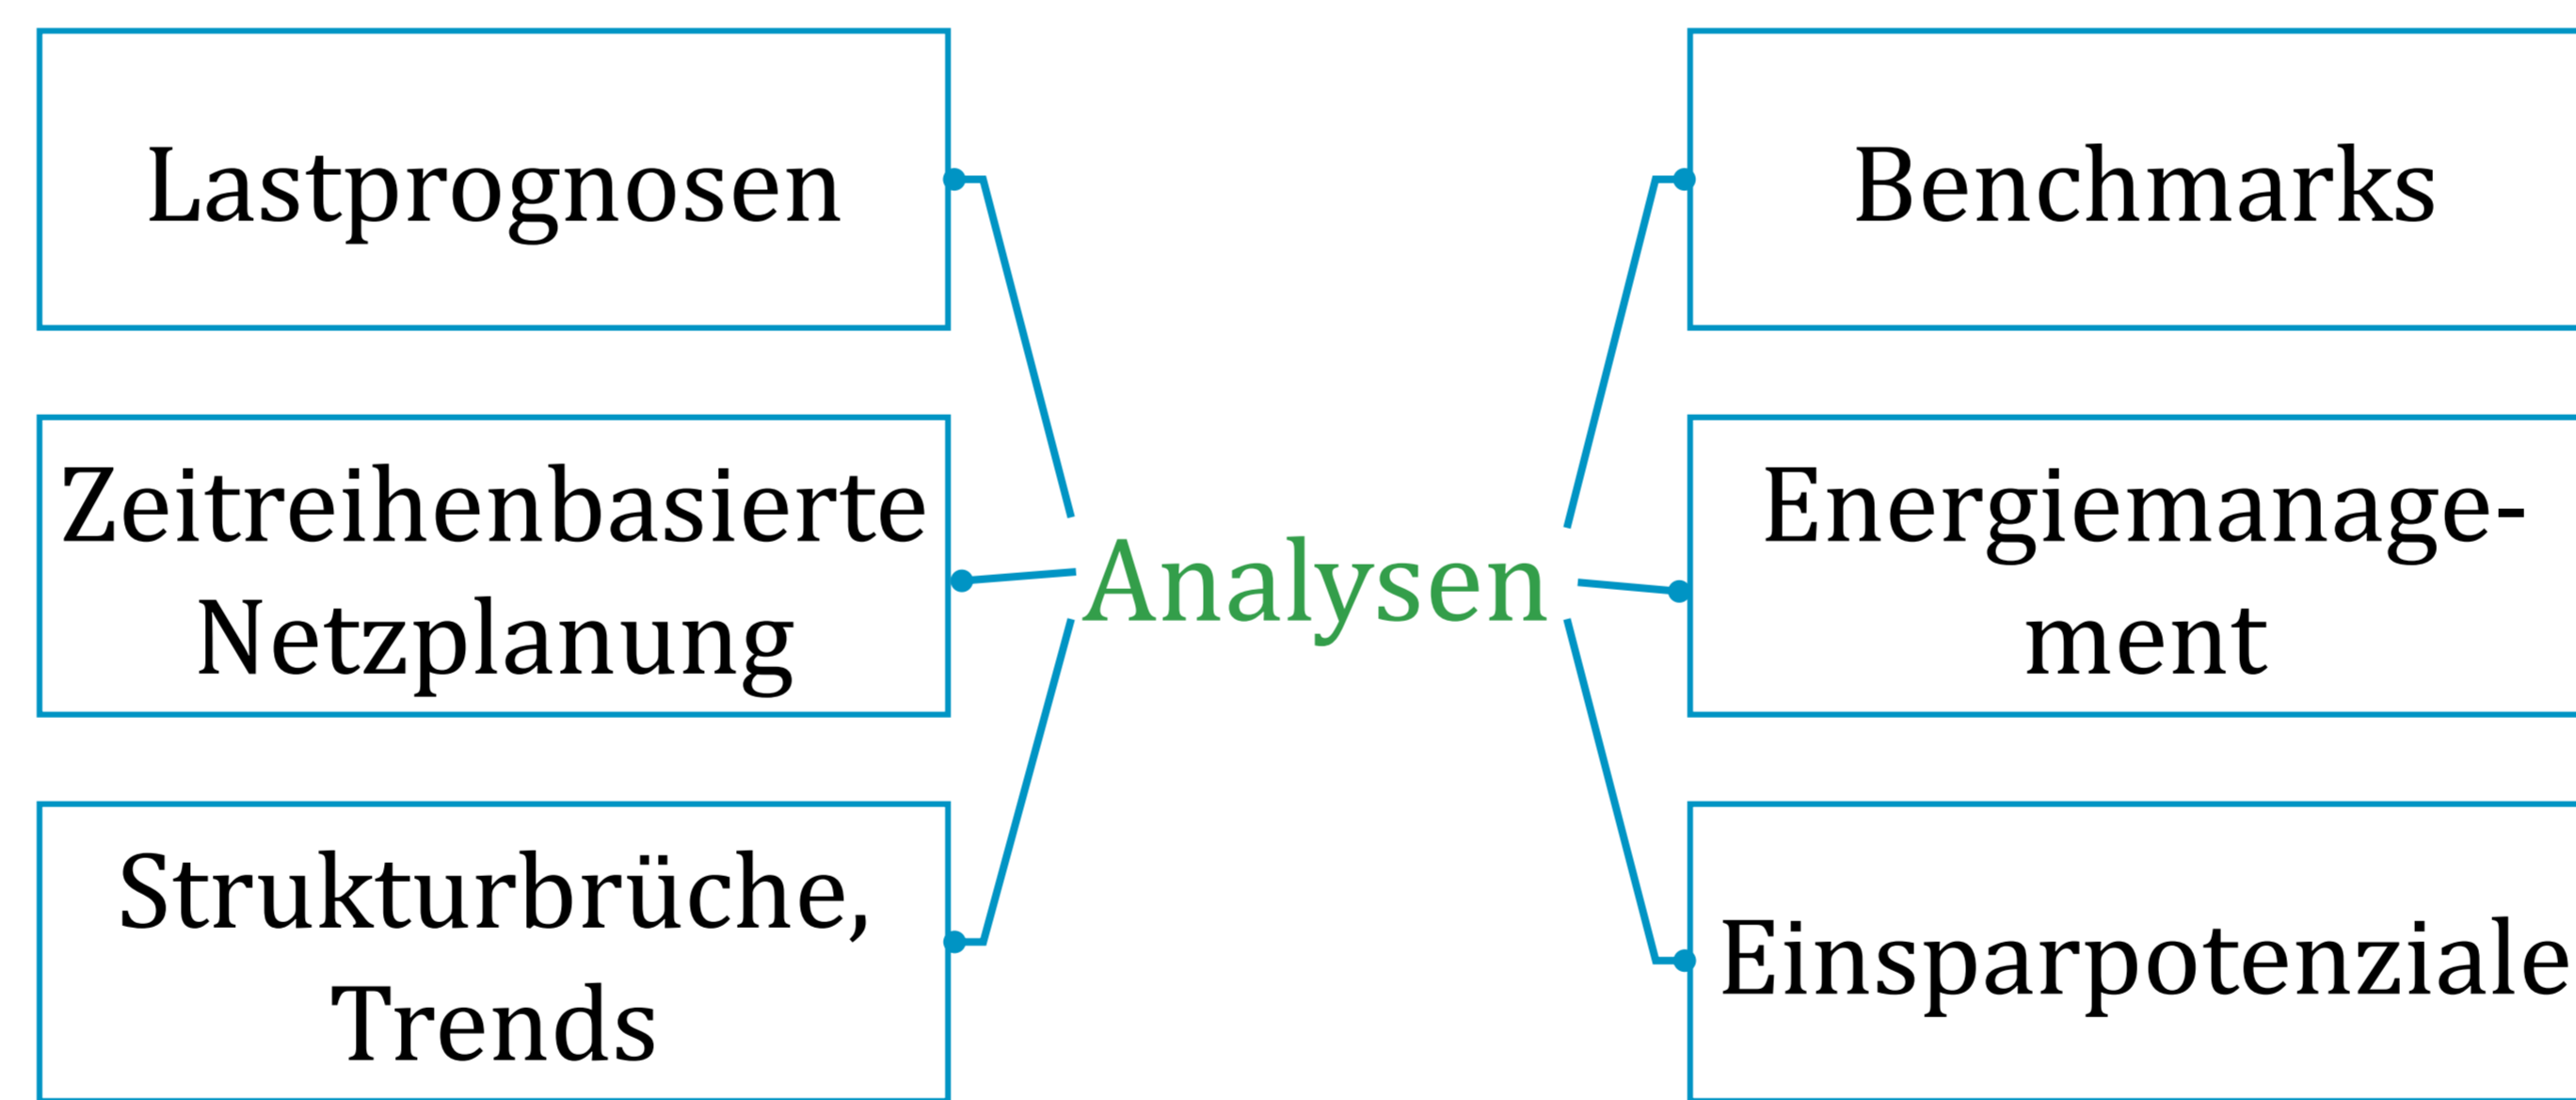 Lastprognosen
Zeitreihenbasierte
Netzplanung
Strukturbrüche,
Trends
Analysen
Benchmarks
Energiemanage-
ment
Einsparpotenziale